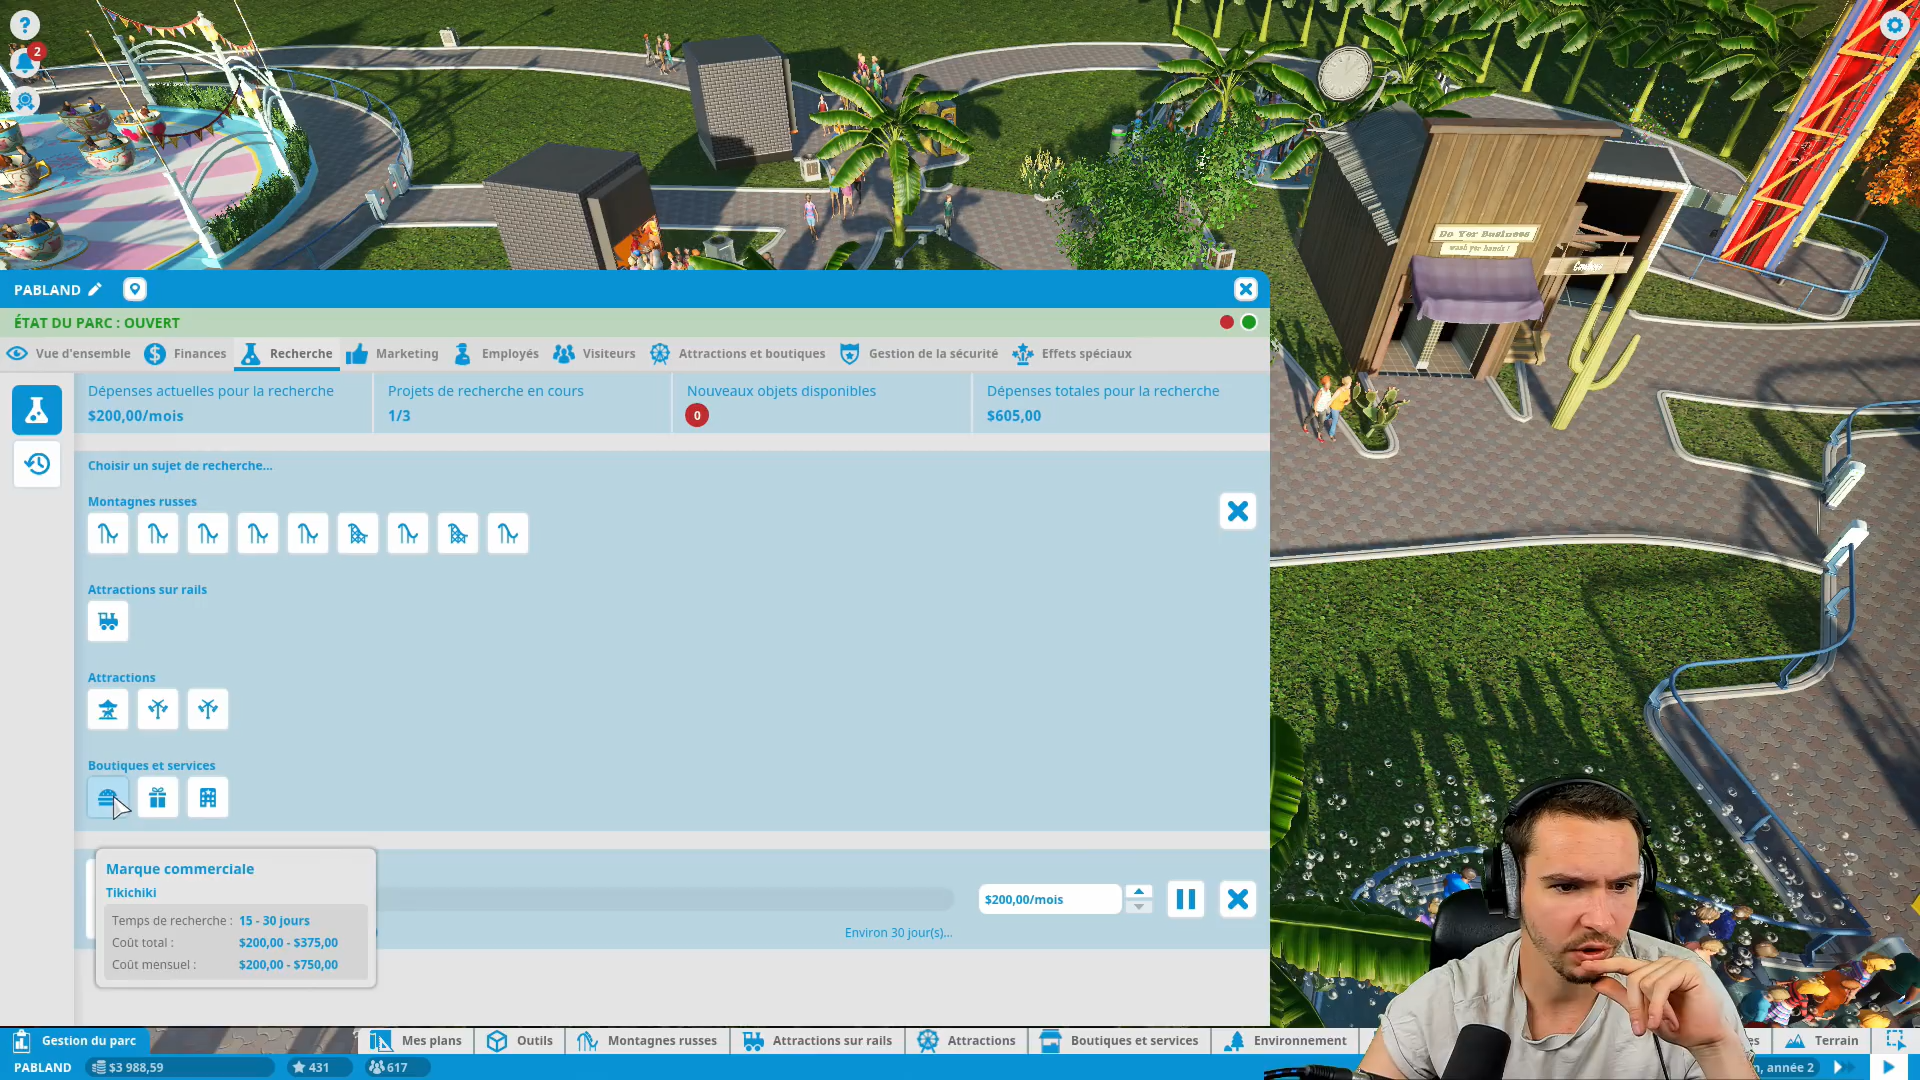 ?
2
Do Yer Business
wash yer hands!
Cowboys
PABLAND
ÉTAT DU PARC : OUVERT
Vue d'ensemble
Finances
Recherche
Marketing
Employés
Visiteurs
Attractions et boutiques
Gestion de la sécurité
Effets spéciaux
Dépenses actuelles pour la recherche
$200,00/mois
Projets de recherche en cours
1/3
Nouveaux objets disponibles
0
Dépenses totales pour la recherche
$605,00
Choisir un sujet de recherche...
Montagnes russes
Attractions sur rails
Attractions
Boutiques et services
Marque commerciale
Tikichiki
Temps de recherche : 15 - 30 jours
Coût total : $200,00 - $375,00
Coût mensuel : $200,00 - $750,00
$200,00/mois
Environ 30 jour(s)...
Gestion du parc
Mes plans
Outils
Montagnes russes
Attractions sur rails
Attractions
Boutiques et services
Environnement
es
Terrain
PABLAND
$3 988,59
431
617
n, année 2